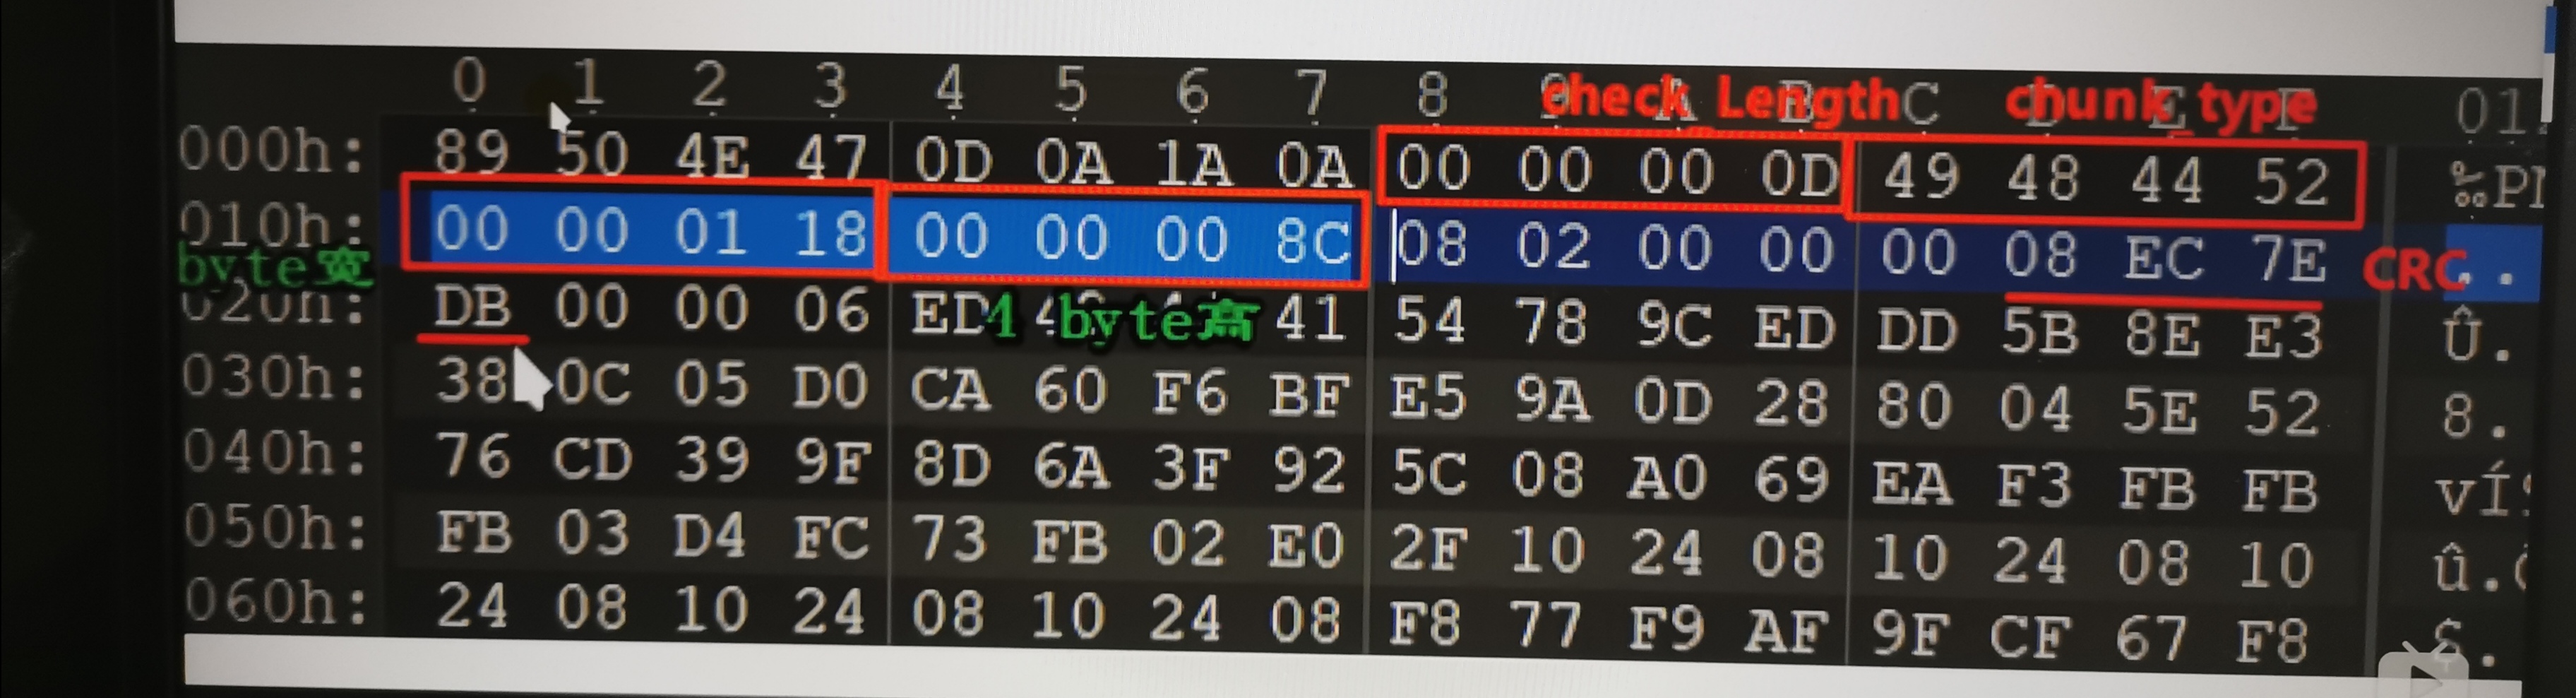 0 1 2 3 4 5 6 7 8 9 A B C D E F 01
check_Length chunk_type
000h: 89 50 4E 47 0D 0A 1A 0A 00 00 00 0D 49 48 44 52 ‰P
010h: 00 00 01 18 00 00 00 8C 08 02 00 00 00 08 EC 7E ..
byte宽 CRC
020h: DB 00 00 06 ED 41 54 78 9C ED DD 5B 8E E3 Û.
4 byte高
030h: 38 0C 05 D0 CA 60 F6 BF E5 9A 0D 28 80 04 5E 52 8.
040h: 76 CD 39 9F 8D 6A 3F 92 5C 08 A0 69 EA F3 FB FB vÍ
050h: FB 03 D4 FC 73 FB 02 E0 2F 10 24 08 10 24 08 10 û.
060h: 24 08 10 24 08 10 24 08 F8 77 F9 AF 9F CF 67 F8 $.